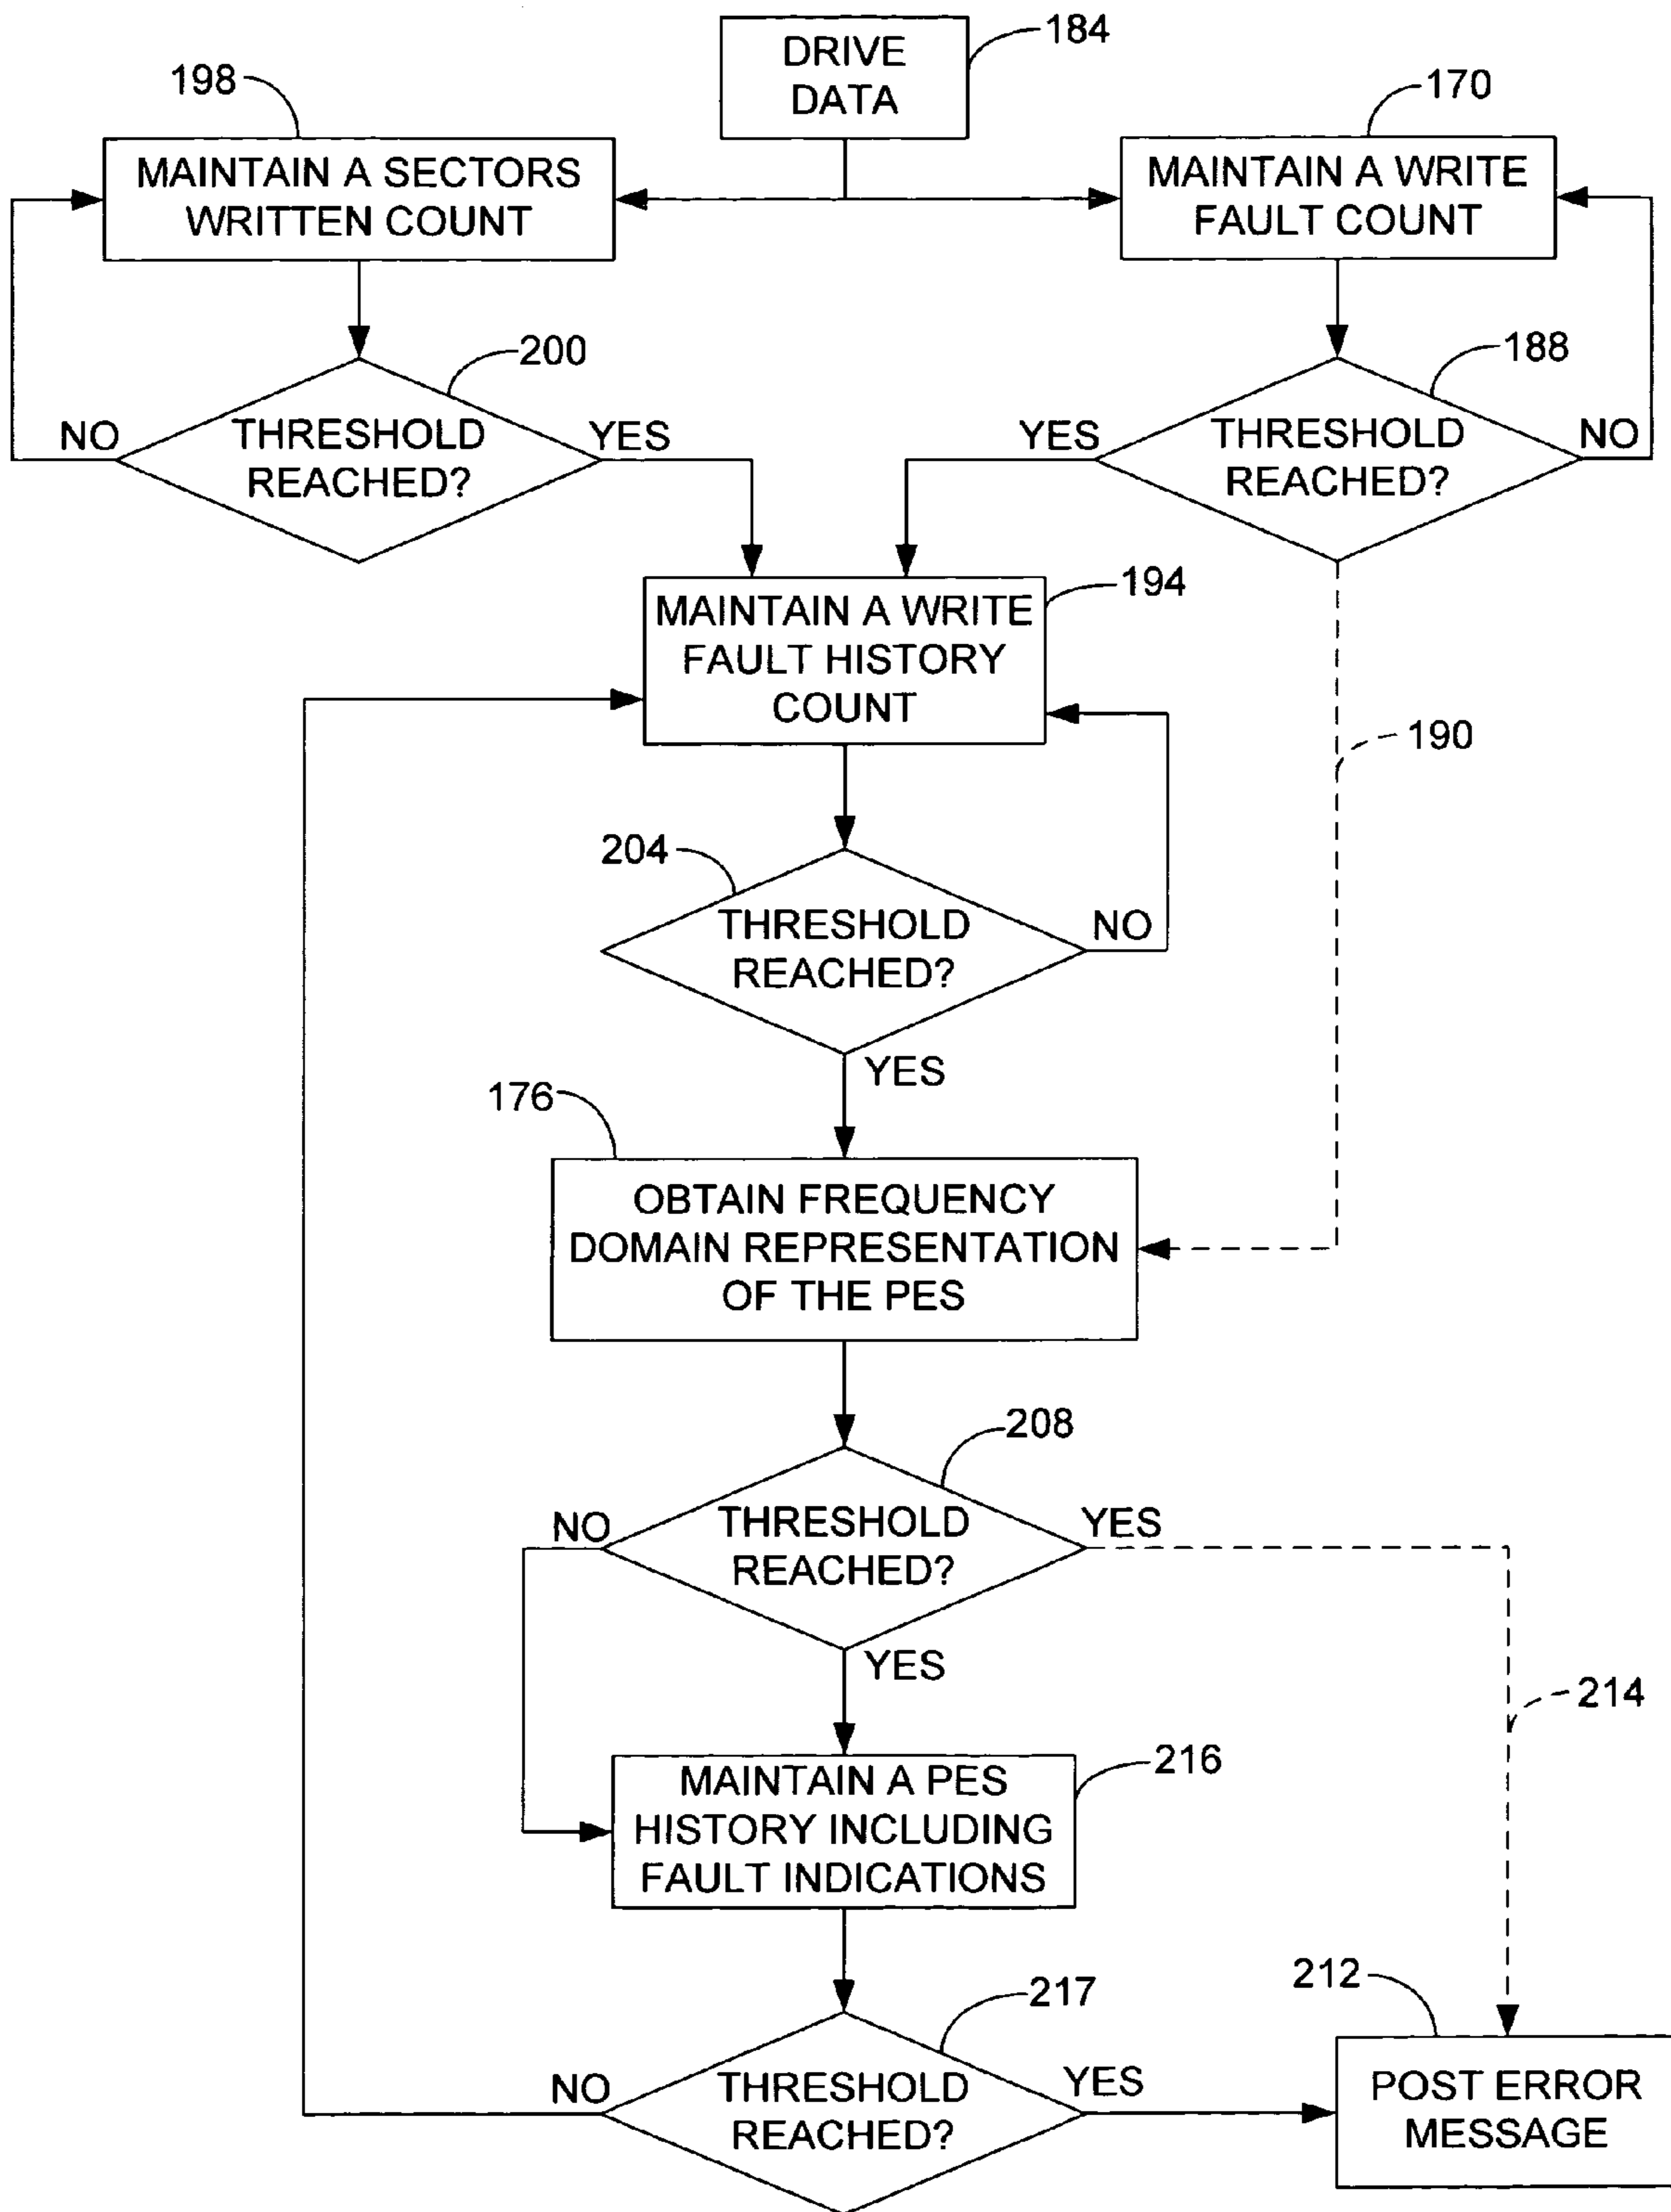 DRIVE
DATA
184
198
170
MAINTAIN A SECTORS
WRITTEN COUNT
MAINTAIN A WRITE
FAULT COUNT
200
188
NO
THRESHOLD
REACHED?
YES
YES
THRESHOLD
REACHED?
NO
194
MAINTAIN A WRITE
FAULT HISTORY
COUNT
190
204
THRESHOLD
REACHED?
NO
YES
176
OBTAIN FREQUENCY
DOMAIN REPRESENTATION
OF THE PES
208
NO
THRESHOLD
REACHED?
YES
YES
214
216
MAINTAIN A PES
HISTORY INCLUDING
FAULT INDICATIONS
217
212
NO
THRESHOLD
REACHED?
YES
POST ERROR
MESSAGE